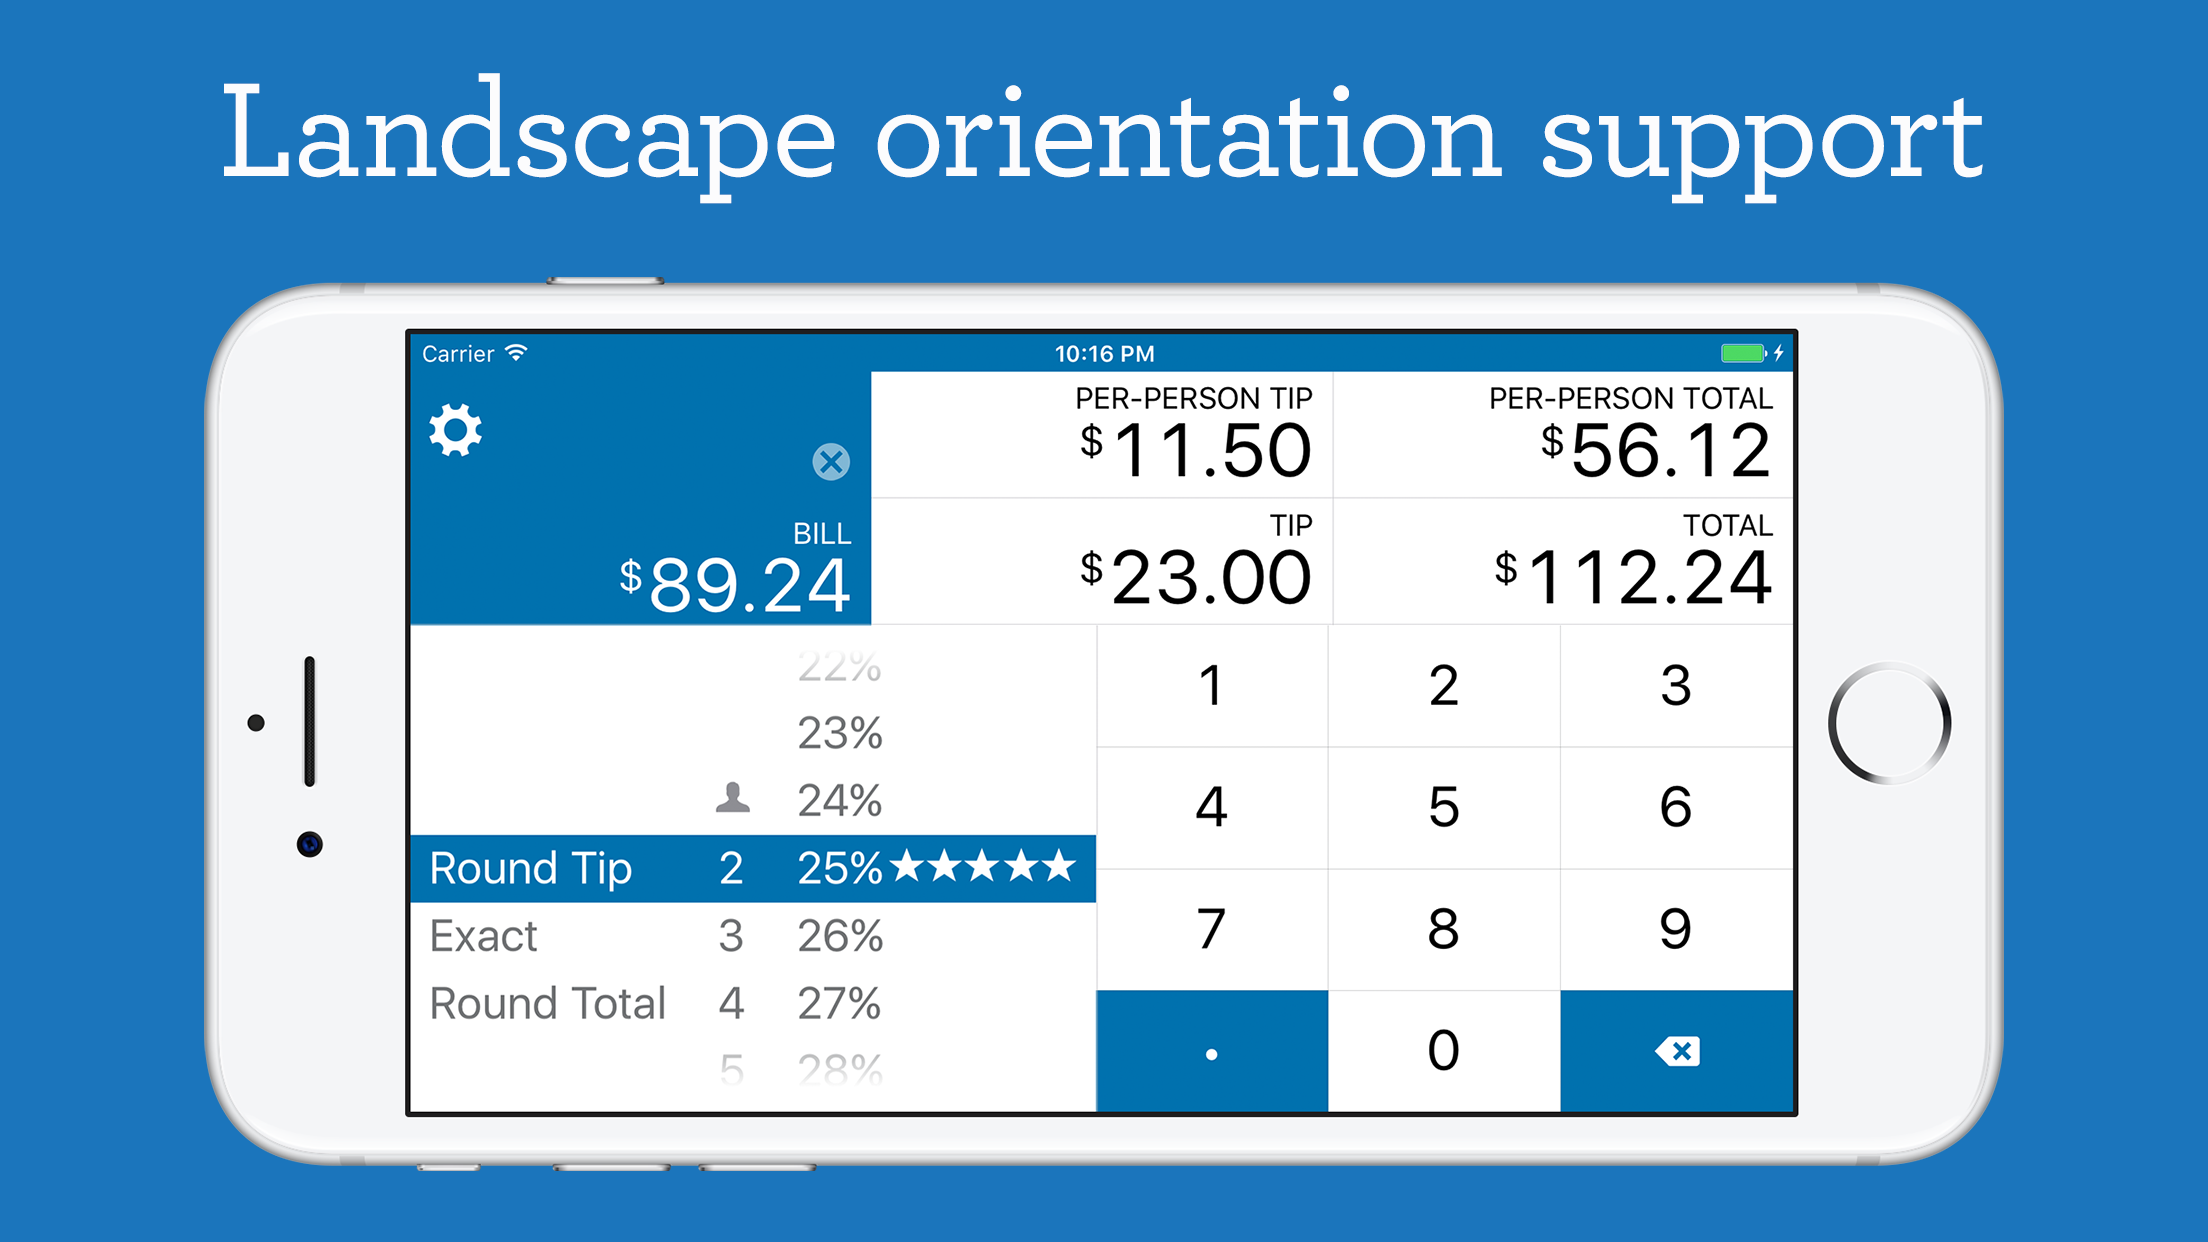 Landscape orientation support
Carrier
10:16 PM
PER-PERSON TIP
$11.50
PER-PERSON TOTAL
$56.12
BILL
$89.24
TIP
$23.00
TOTAL
$112.24
22%
23%
24%
Round Tip 2 25%★★★★★
Exact 3 26%
Round Total 4 27%
5 28%
1 2 3
4 5 6
7 8 9
. 0